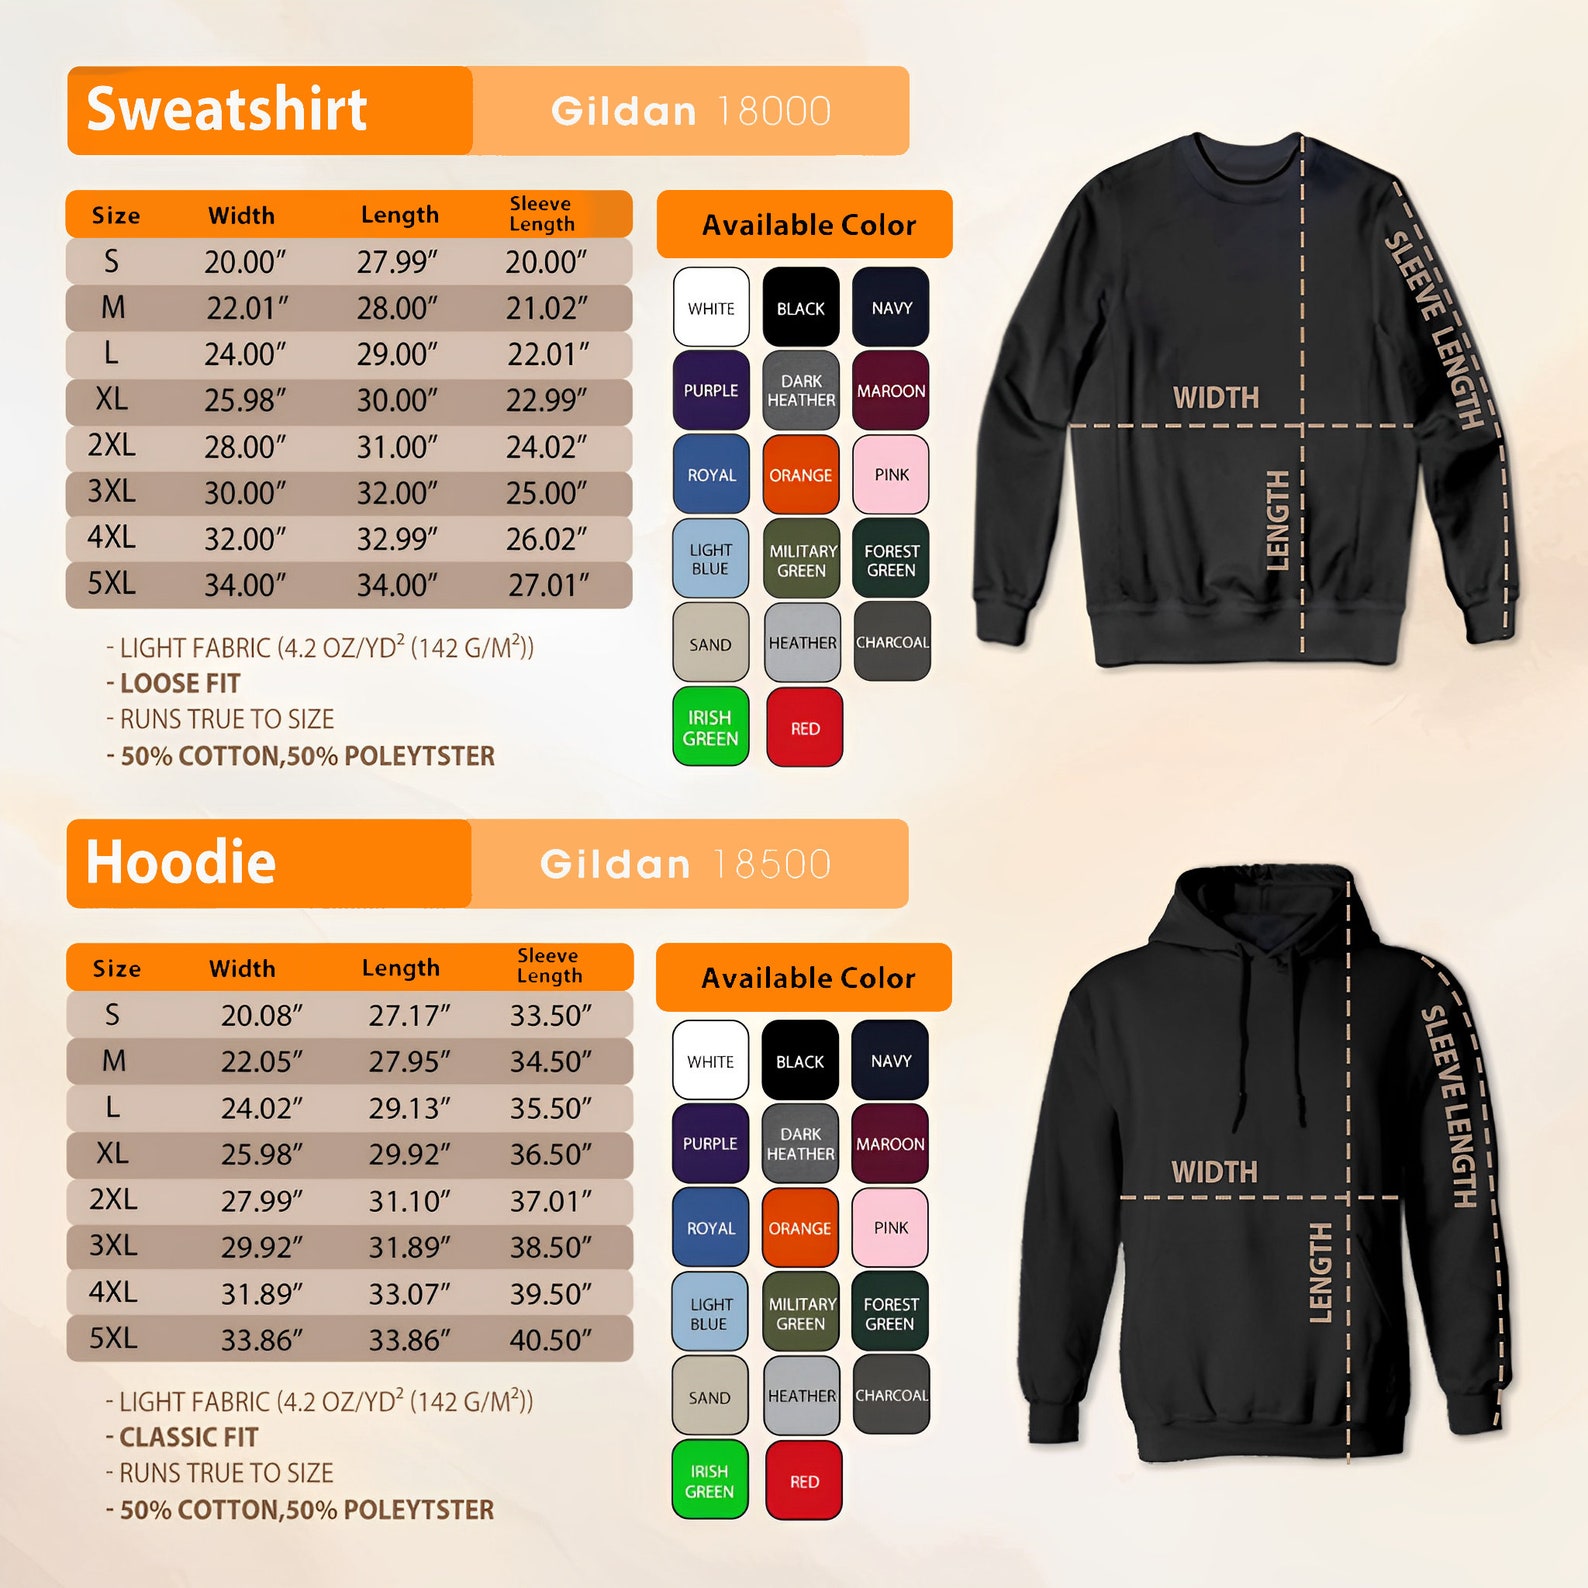 Sweatshirt
Gildan 18000
Size Width Length Sleeve Length
S 20.00” 27.99” 20.00”
M 22.01” 28.00” 21.02”
L 24.00” 29.00” 22.01”
XL 25.98” 30.00” 22.99”
2XL 28.00” 31.00” 24.02”
3XL 30.00” 32.00” 25.00”
4XL 32.00” 32.99” 26.02”
5XL 34.00” 34.00” 27.01”
- LIGHT FABRIC (4.2 OZ/YD² (142 G/M²))
- LOOSE FIT
- RUNS TRUE TO SIZE
- 50% COTTON,50% POLEYTSTER
Available Color
WHITE BLACK NAVY
PURPLE DARK HEATHER MAROON
ROYAL ORANGE PINK
LIGHT BLUE MILITARY GREEN FOREST GREEN
SAND HEATHER CHARCOAL
IRISH GREEN RED
WIDTH
LENGTH
SLEEVE LENGTH
Hoodie
Gildan 18500
Size Width Length Sleeve Length
S 20.08” 27.17” 33.50”
M 22.05” 27.95” 34.50”
L 24.02” 29.13” 35.50”
XL 25.98” 29.92” 36.50”
2XL 27.99” 31.10” 37.01”
3XL 29.92” 31.89” 38.50”
4XL 31.89” 33.07” 39.50”
5XL 33.86” 33.86” 40.50”
- LIGHT FABRIC (4.2 OZ/YD² (142 G/M²))
- CLASSIC FIT
- RUNS TRUE TO SIZE
- 50% COTTON,50% POLEYTSTER
Available Color
WHITE BLACK NAVY
PURPLE DARK HEATHER MAROON
ROYAL ORANGE PINK
LIGHT BLUE MILITARY GREEN FOREST GREEN
SAND HEATHER CHARCOAL
IRISH GREEN RED
WIDTH
LENGTH
SLEEVE LENGTH